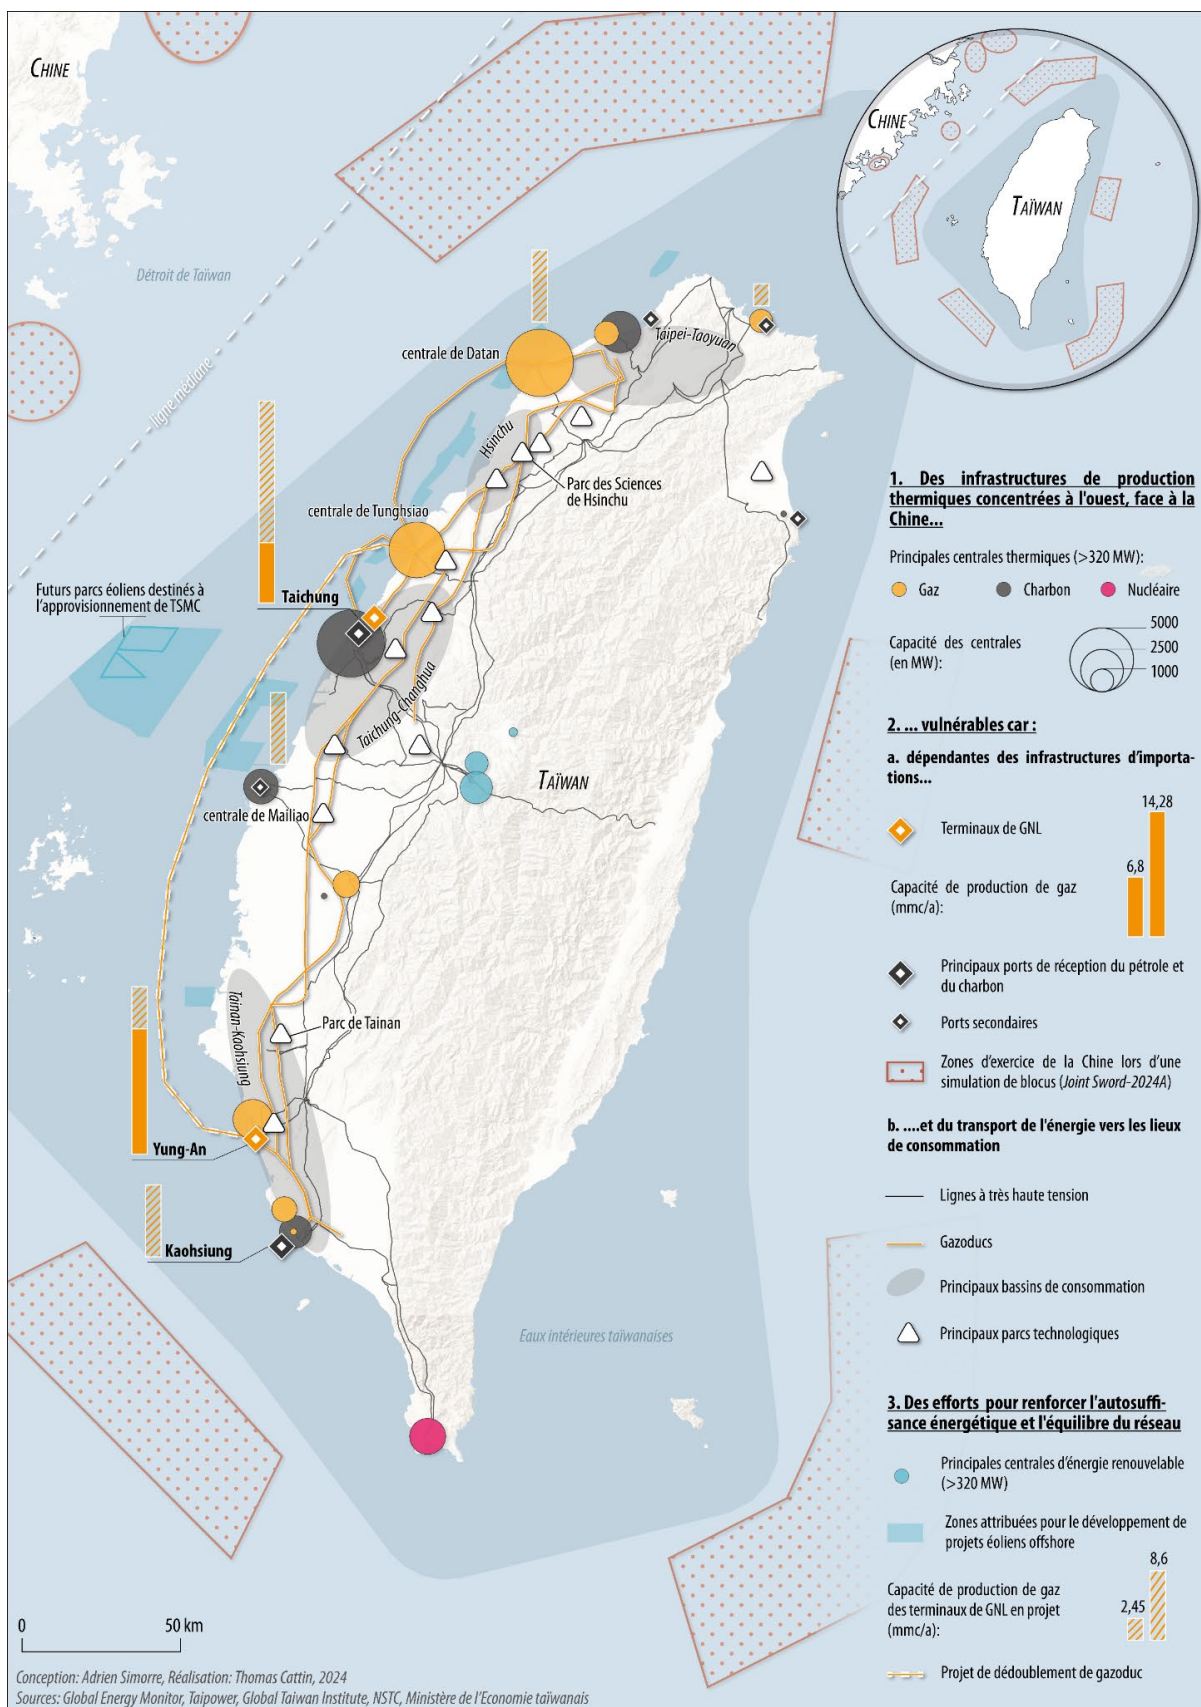 CHINE
Détroit de Taïwan
ligne médiane
CHINE
TAÏWAN
centrale de Datan
Taipei-Taoyuan
Hsinchu
Parc des Sciences
de Hsinchu
centrale de Tunghsiao
Futurs parcs éoliens destinés à
l'approvisionnement de TSMC
Taichung
Taichung-Changhua
TAÏWAN
centrale de Mailiao
Tainan-Kaohsiung
Parc de Tainan
Yung-An
Kaohsiung
Eaux intérieures taïwanaises
1. Des infrastructures de production
thermiques concentrées à l'ouest, face à la
Chine...
Principales centrales thermiques (>320 MW):
Gaz
Charbon
Nucléaire
Capacité des centrales
(en MW):
5000
2500
1000
2. ... vulnérables car :
a. dépendantes des infrastructures d'importa-
tions...
14,28
6,8
Terminaux de GNL
Capacité de production de gaz
(mmc/a):
Principaux ports de réception du pétrole et
du charbon
Ports secondaires
Zones d'exercice de la Chine lors d'une
simulation de blocus (Joint Sword-2024A)
b. ....et du transport de l'énergie vers les lieux
de consommation
Lignes à très haute tension
Gazoducs
Principaux bassins de consommation
Principaux parcs technologiques
3. Des efforts pour renforcer l'autosuffi-
sance énergétique et l'équilibre du réseau
Principales centrales d'énergie renouvelable
(>320 MW)
Zones attribuées pour le développement de
projets éoliens offshore
8,6
Capacité de production de gaz
des terminaux de GNL en projet
(mmc/a):
2,45
Projet de dédoublement de gazoduc
0
50 km
Conception: Adrien Simorre, Réalisation: Thomas Cattin, 2024
Sources: Global Energy Monitor, Taipower, Global Taiwan Institute, NSTC, Ministère de l'Economie taïwanais